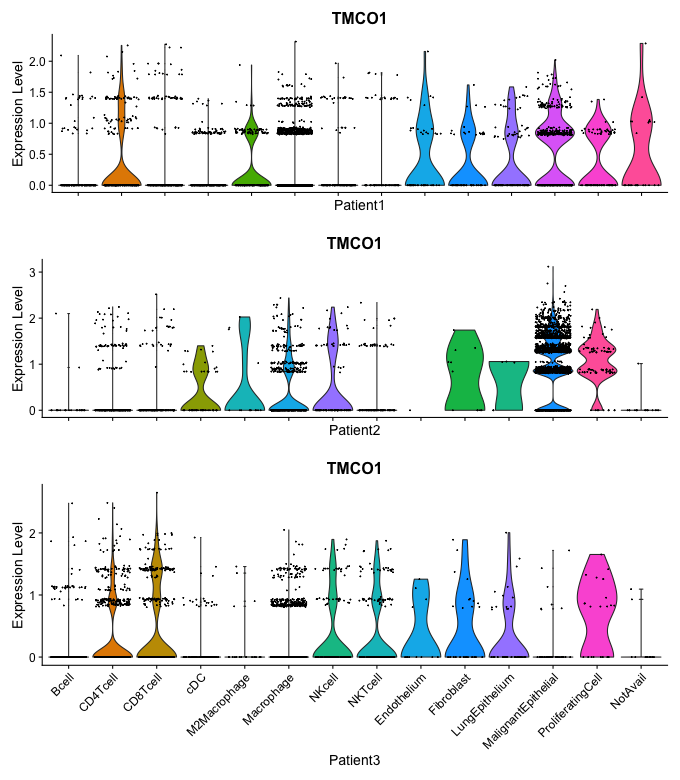 TMCO1
Expression Level
2.0
1.5
1.0
0.5
0.0
Patient1
TMCO1
Expression Level
3
2
1
0
Patient2
TMCO1
Expression Level
2
1
0
Bcell
CD4Tcell
CD8Tcell
cDC
M2Macrophage
Macrophage
NKcell
NKTcell
Endothelium
Fibroblast
LungEpithelium
MalignantEpithelial
ProliferatingCell
NotAvail
Patient3